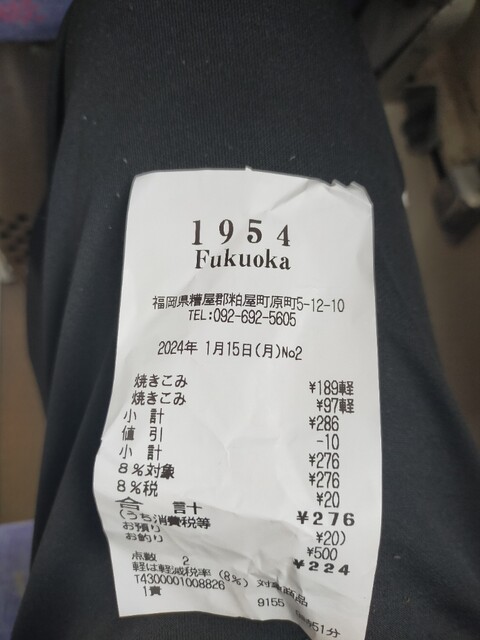 1954
Fukuoka
福岡県糟屋郡粕屋町原町5-12-10
TEL:092-692-5605
2024年 1月15日(月)No2
焼きこみ ¥189軽
焼きこみ ¥97軽
小 計 ¥286
値 引 -10
小 計 ¥276
8%対象 ¥276
8%税 ¥20
合 計 ¥276
(うち消費税等 ¥20)
お預り ¥500
お釣り ¥224
点数 2
軽は軽減税率(8%)対象商品
T4300001008826
1責 9155 51分